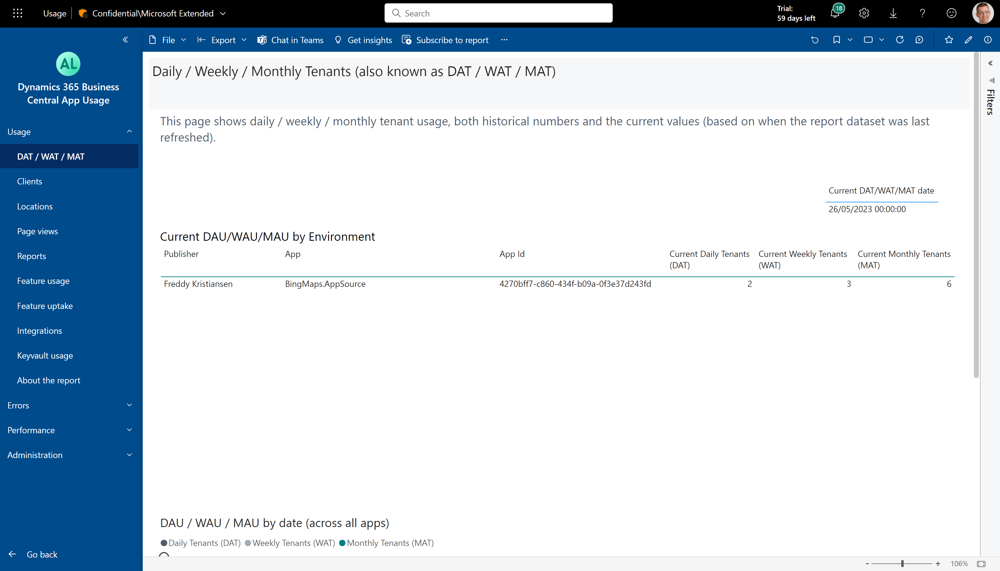 Usage
Confidential\Microsoft Extended
Search
Trial:
59 days left
18
File
Export
Chat in Teams
Get insights
Subscribe to report
AL
Dynamics 365 Business
Central App Usage
Usage
DAT / WAT / MAT
Clients
Locations
Page views
Reports
Feature usage
Feature uptake
Integrations
Keyvault usage
About the report
Errors
Performance
Administration
Go back
Daily / Weekly / Monthly Tenants (also known as DAT / WAT / MAT)
This page shows daily / weekly / monthly tenant usage, both historical numbers and the current values (based on when the report dataset was last
refreshed).
Current DAT/WAT/MAT date
26/05/2023 00:00:00
Current DAU/WAU/MAU by Environment
Publisher App App Id Current Daily Tenants Current Weekly Tenants Current Monthly Tenants
(DAT) (WAT) (MAT)
Freddy Kristiansen BingMaps.AppSource 4270bff7-c860-434f-b09a-0f3e37d243fd 2 3 6
DAU / WAU / MAU by date (across all apps)
Daily Tenants (DAT) Weekly Tenants (WAT) Monthly Tenants (MAT)
Filters
- + 106%